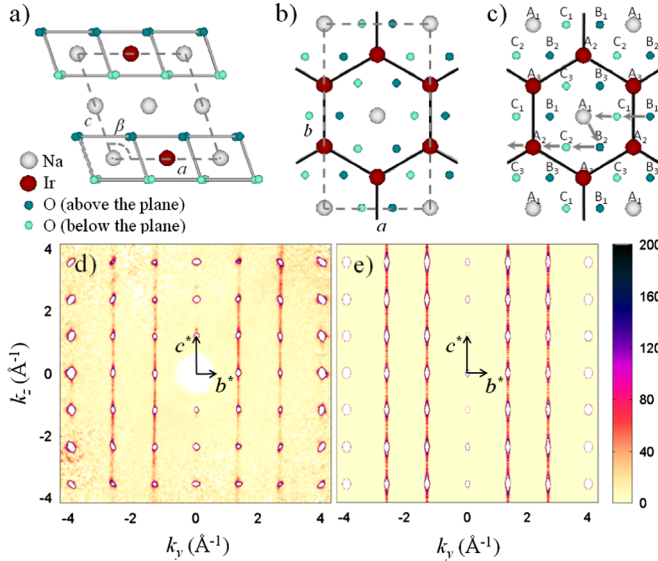 a)
b)
c)
c
β
a
b
a
Na
Ir
O (above the plane)
O (below the plane)
A1 C1 B1 A1
C2 B2 A2 C2 B2
A3 C3 B3 A3
B1 C1 A1 B1 C1 B1
A2 C2 B2 A2
C3 B3 C3 B3
A1 C1 B1 A1
d)
e)
c*
b*
c*
b*
kz (Å-1)
4
2
0
-2
-4
-4 -2 0 2 4
-4 -2 0 2 4
ky (Å-1)
ky (Å-1)
200
160
120
80
40
0